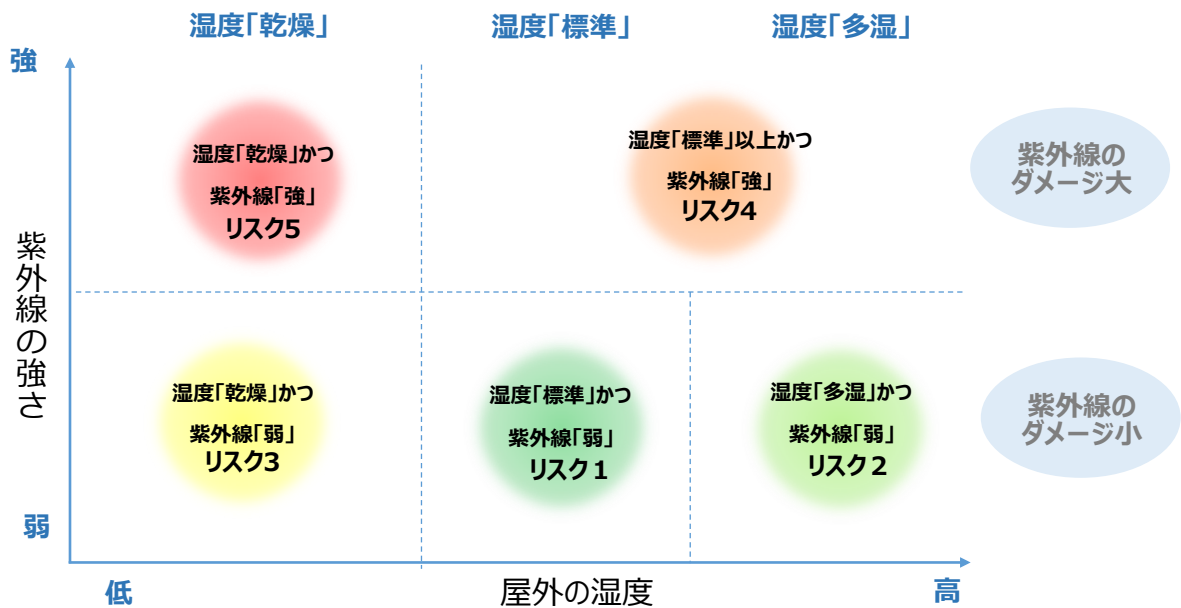 湿度「乾燥」
湿度「標準」
湿度「多湿」
強
湿度「乾燥」かつ
紫外線「強」
リスク5
湿度「標準」以上かつ
紫外線「強」
リスク4
紫外線の
ダメージ大
紫外線の強さ
湿度「乾燥」かつ
紫外線「弱」
リスク3
湿度「標準」かつ
紫外線「弱」
リスク１
湿度「多湿」かつ
紫外線「弱」
リスク２
紫外線の
ダメージ小
弱
低
屋外の湿度
高